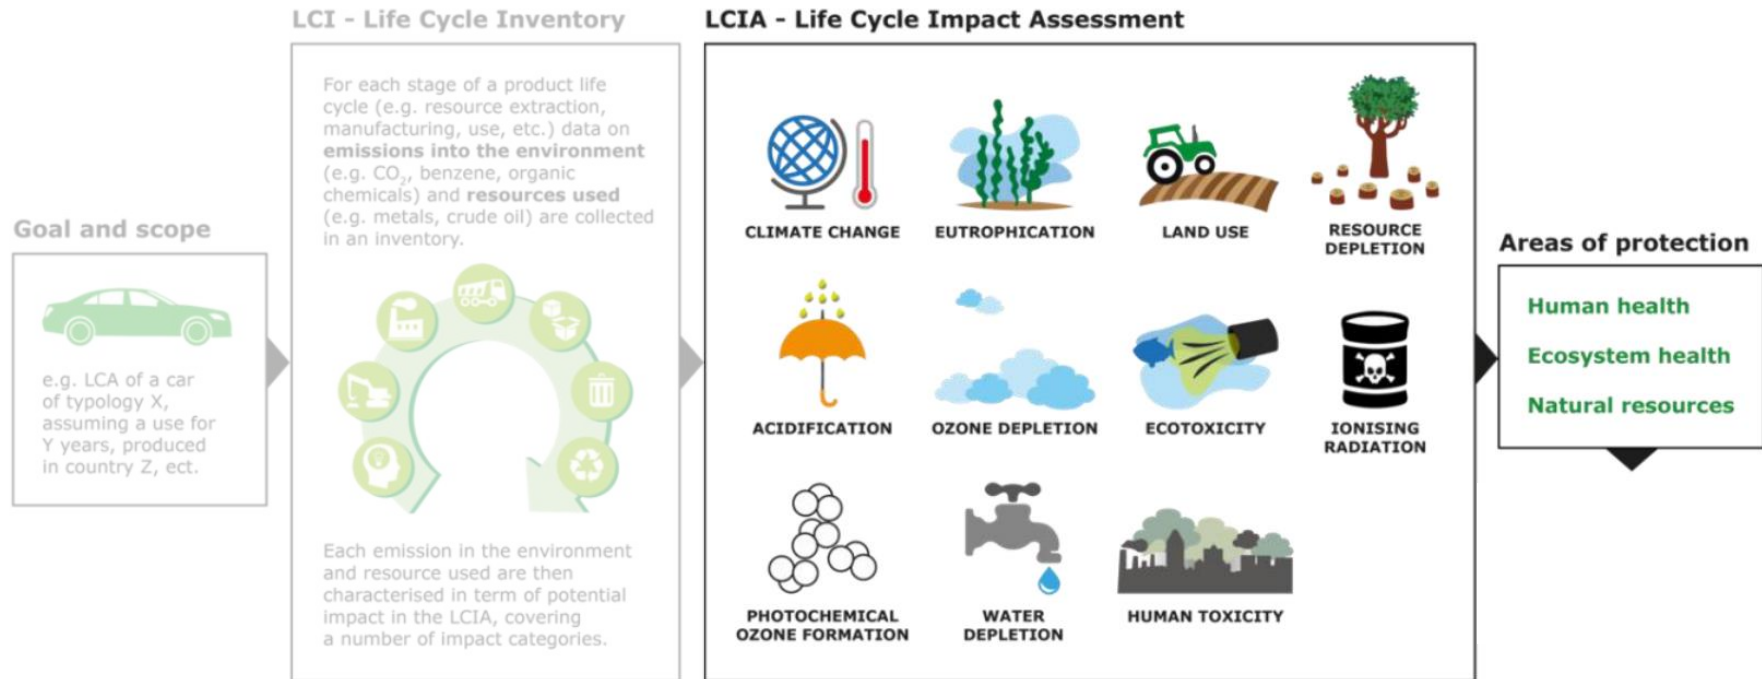 Goal and scope
e.g. LCA of a car
of typology X,
assuming a use for
Y years, produced
in country Z, ect.
LCI - Life Cycle Inventory
For each stage of a product life
cycle (e.g. resource extraction,
manufacturing, use, etc.) data on
emissions into the environment
(e.g. CO₂, benzene, organic
chemicals) and resources used
(e.g. metals, crude oil) are collected
in an inventory.
Each emission in the environment
and resource used are then
characterised in term of potential
impact in the LCIA, covering
a number of impact categories.
LCIA - Life Cycle Impact Assessment
CLIMATE CHANGE
EUTROPHICATION
LAND USE
RESOURCE
DEPLETION
ACIDIFICATION
OZONE DEPLETION
ECOTOXICITY
IONISING
RADIATION
PHOTOCHEMICAL
OZONE FORMATION
WATER
DEPLETION
HUMAN TOXICITY
Areas of protection
Human health
Ecosystem health
Natural resources